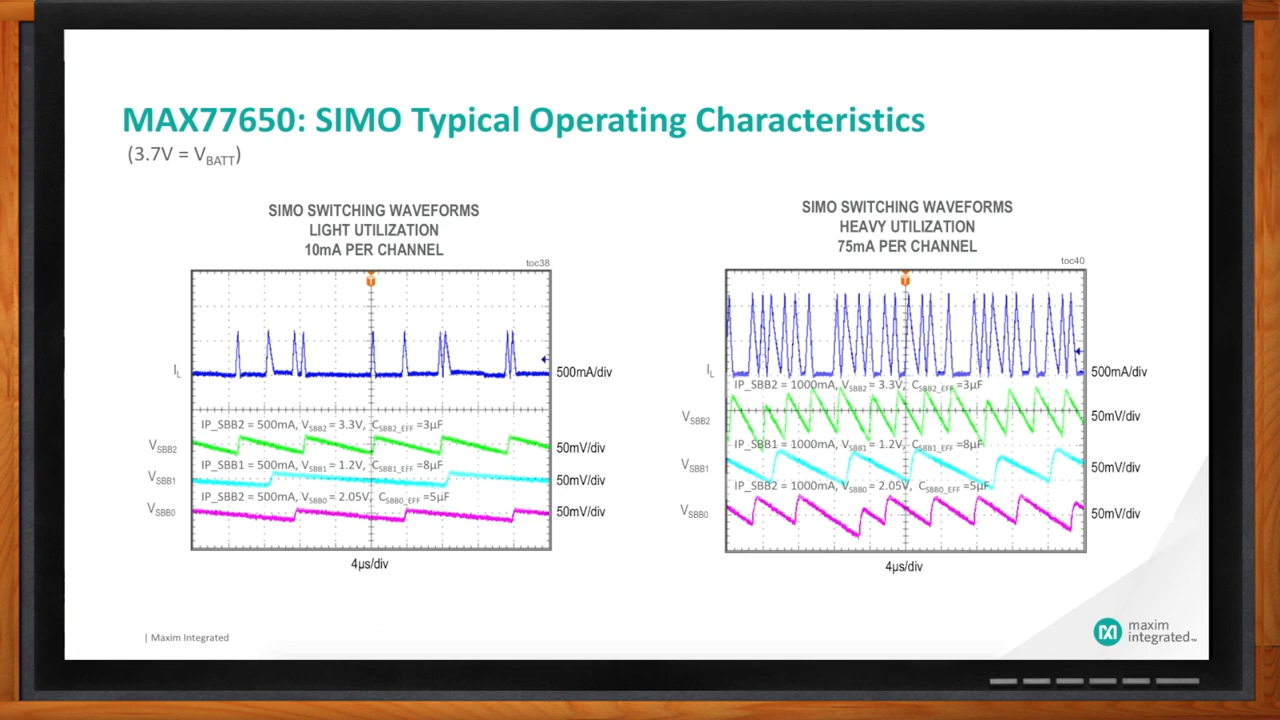 MAX77650: SIMO Typical Operating Characteristics
(3.7V = VBATT)
SIMO SWITCHING WAVEFORMS
LIGHT UTILIZATION
10mA PER CHANNEL
toc38
T
IL
500mA/div
IP_SBB2 = 500mA, VSBB2 = 3.3V, CSBB2_EFF =3µF
VSBB2
50mV/div
IP_SBB1 = 500mA, VSBB1 = 1.2V, CSBB1_EFF =8µF
VSBB1
50mV/div
IP_SBB2 = 500mA, VSBB0 = 2.05V, CSBB0_EFF =5µF
VSBB0
50mV/div
4µs/div
SIMO SWITCHING WAVEFORMS
HEAVY UTILIZATION
75mA PER CHANNEL
toc40
T
IL
500mA/div
IP_SBB2 = 1000mA, VSBB2 = 3.3V, CSBB2_EFF =3µF
VSBB2
50mV/div
IP_SBB1 = 1000mA, VSBB1 = 1.2V, CSBB1_EFF =8µF
VSBB1
50mV/div
IP_SBB2 = 1000mA, VSBB0 = 2.05V, CSBB0_EFF =5µF
VSBB0
50mV/div
4µs/div
| Maxim Integrated
maxim
integrated™